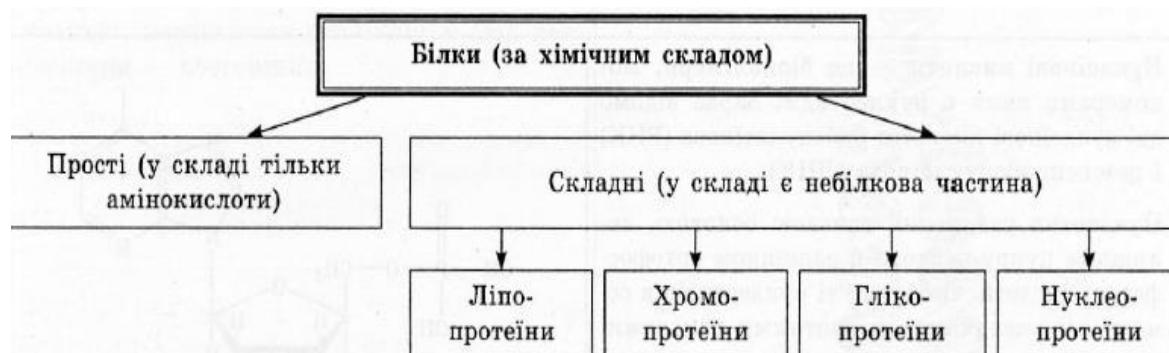 Білки (за хімічним складом)
Прості (у складі тільки
амінокислоти)
Складні (у складі є небілкова частина)
Ліпо-
протеїни
Хромо-
протеїни
Гліко-
протеїни
Нуклео-
протеїни